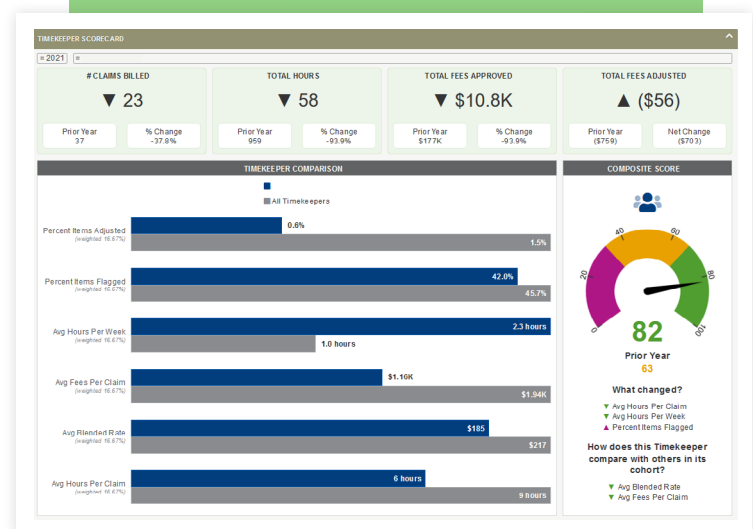 TIMEKEEPER SCORECARD
= 2021
=
# CLAIMS BILLED
▼ 23
Prior Year
37
% Change
-37.8%
TOTAL HOURS
▼ 58
Prior Year
959
% Change
-93.9%
TOTAL FEES APPROVED
▼ $10.8K
Prior Year
$177K
% Change
-93.9%
TOTAL FEES ADJUSTED
▲ ($56)
Prior Year
($759)
Net Change
($703)
TIMEKEEPER COMPARISON
All Timekeepers
Percent Items Adjusted
(weighted 16.67%)
0.6%
1.5%
Percent Items Flagged
(weighted 16.67%)
42.0%
45.7%
Avg Hours Per Week
(weighted 16.67%)
2.3 hours
1.0 hours
Avg Fees Per Claim
(weighted 16.67%)
$1.16K
$1.94K
Avg Blended Rate
(weighted 16.67%)
$185
$217
Avg Hours Per Claim
(weighted 16.67%)
6 hours
9 hours
COMPOSITE SCORE
0
20
40
60
80
100
82
Prior Year
63
What changed?
▼ Avg Hours Per Claim
▼ Avg Hours Per Week
▲ Percent Items Flagged
How does this Timekeeper
compare with others in its
cohort?
▼ Avg Blended Rate
▼ Avg Fees Per Claim